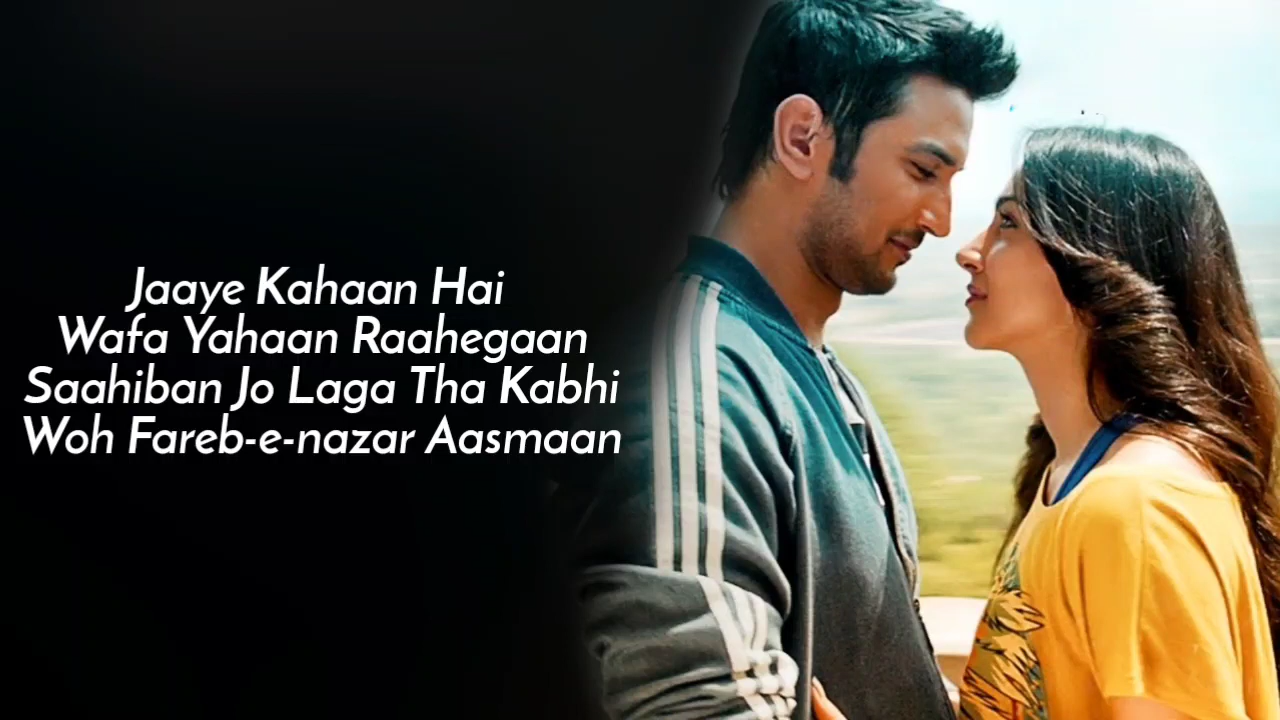 Jaaye Kahaan Hai
Wafa Yahaan Raahegaan
Saahiban Jo Laga Tha Kabhi
Woh Fareb-e-nazar Aasmaan